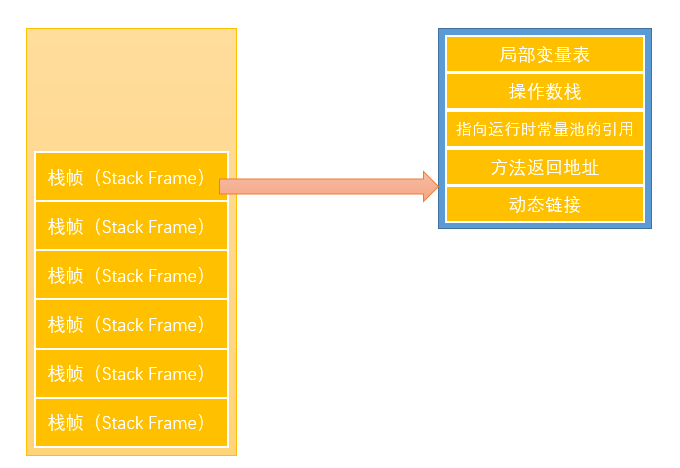 栈帧（Stack Frame）
栈帧（Stack Frame）
栈帧（Stack Frame）
栈帧（Stack Frame）
栈帧（Stack Frame）
栈帧（Stack Frame）
局部变量表
操作数栈
指向运行时常量池的引用
方法返回地址
动态链接